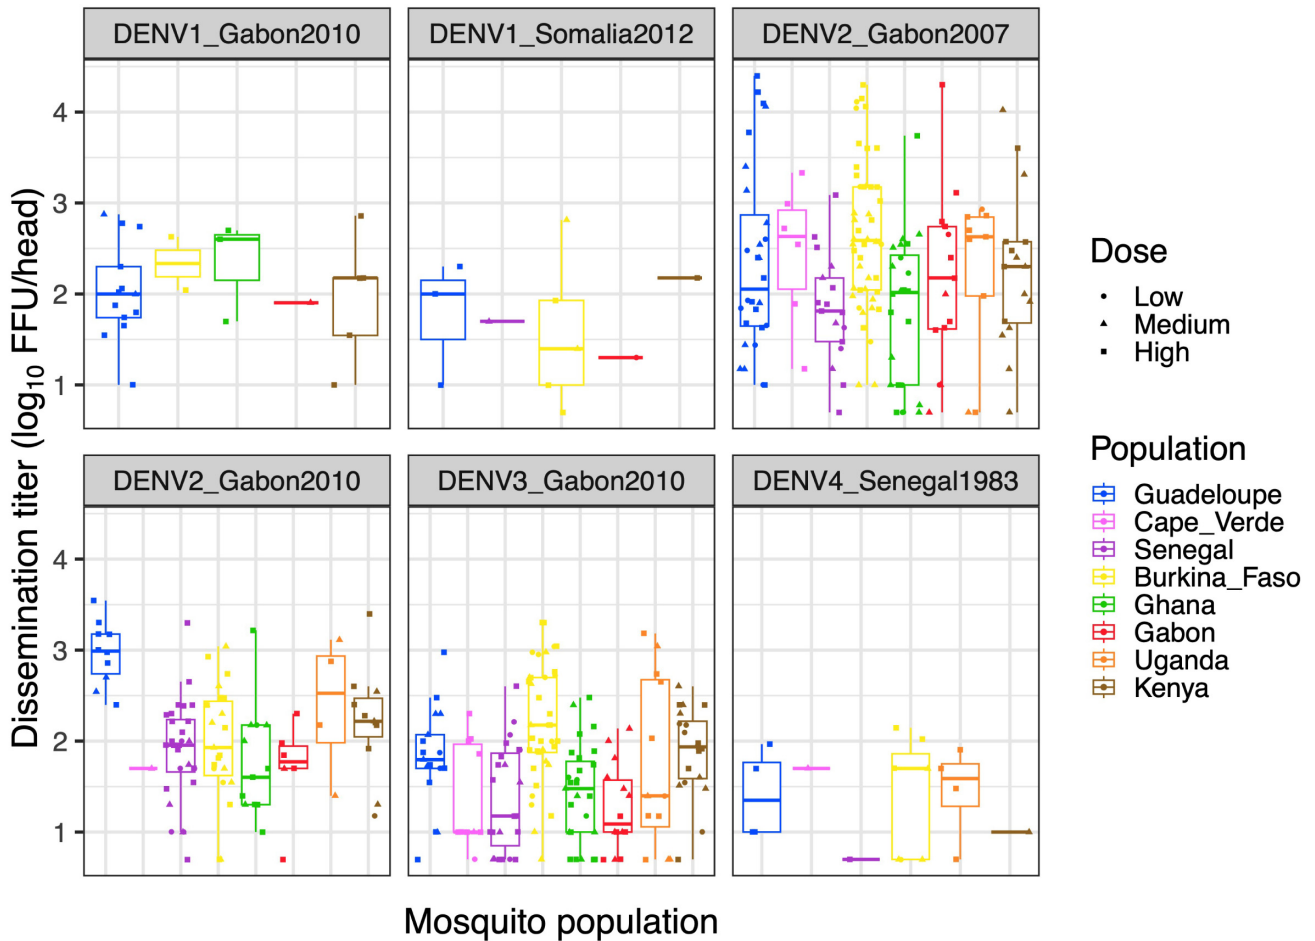 DENV1_Gabon2010
DENV1_Somalia2012
DENV2_Gabon2007
4
3
2
1
DENV2_Gabon2010
DENV3_Gabon2010
DENV4_Senegal1983
4
3
2
1
Dissemination titer (log10 FFU/head)
Mosquito population
Dose
Low
Medium
High
Population
Guadeloupe
Cape_Verde
Senegal
Burkina_Faso
Ghana
Gabon
Uganda
Kenya